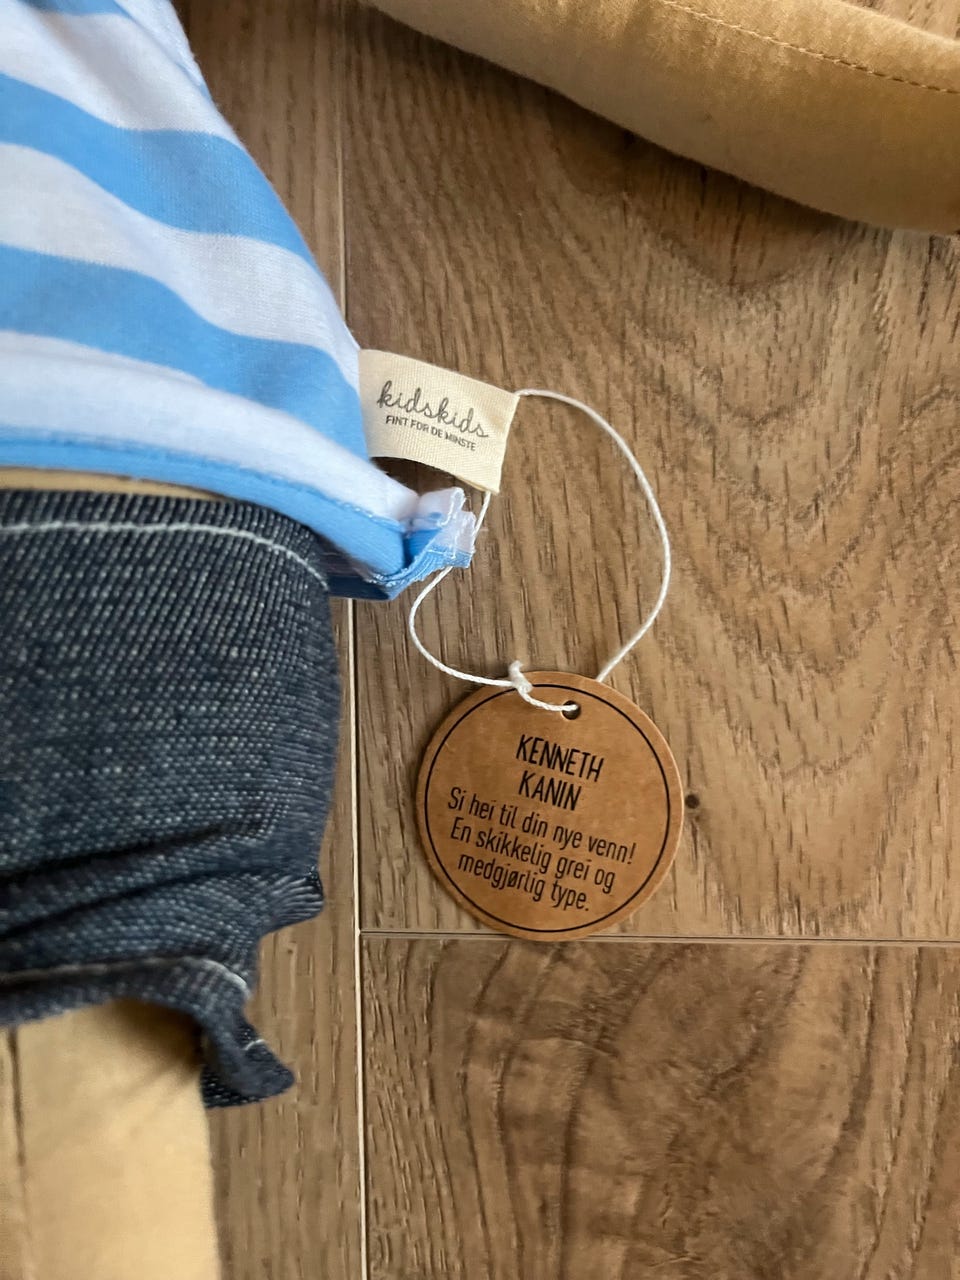 kidskids
FINT FOR DE MINSTE
KENNETH
KANIN
Si hei til din nye venn!
En skikkelig grei og
medgjørlig type.